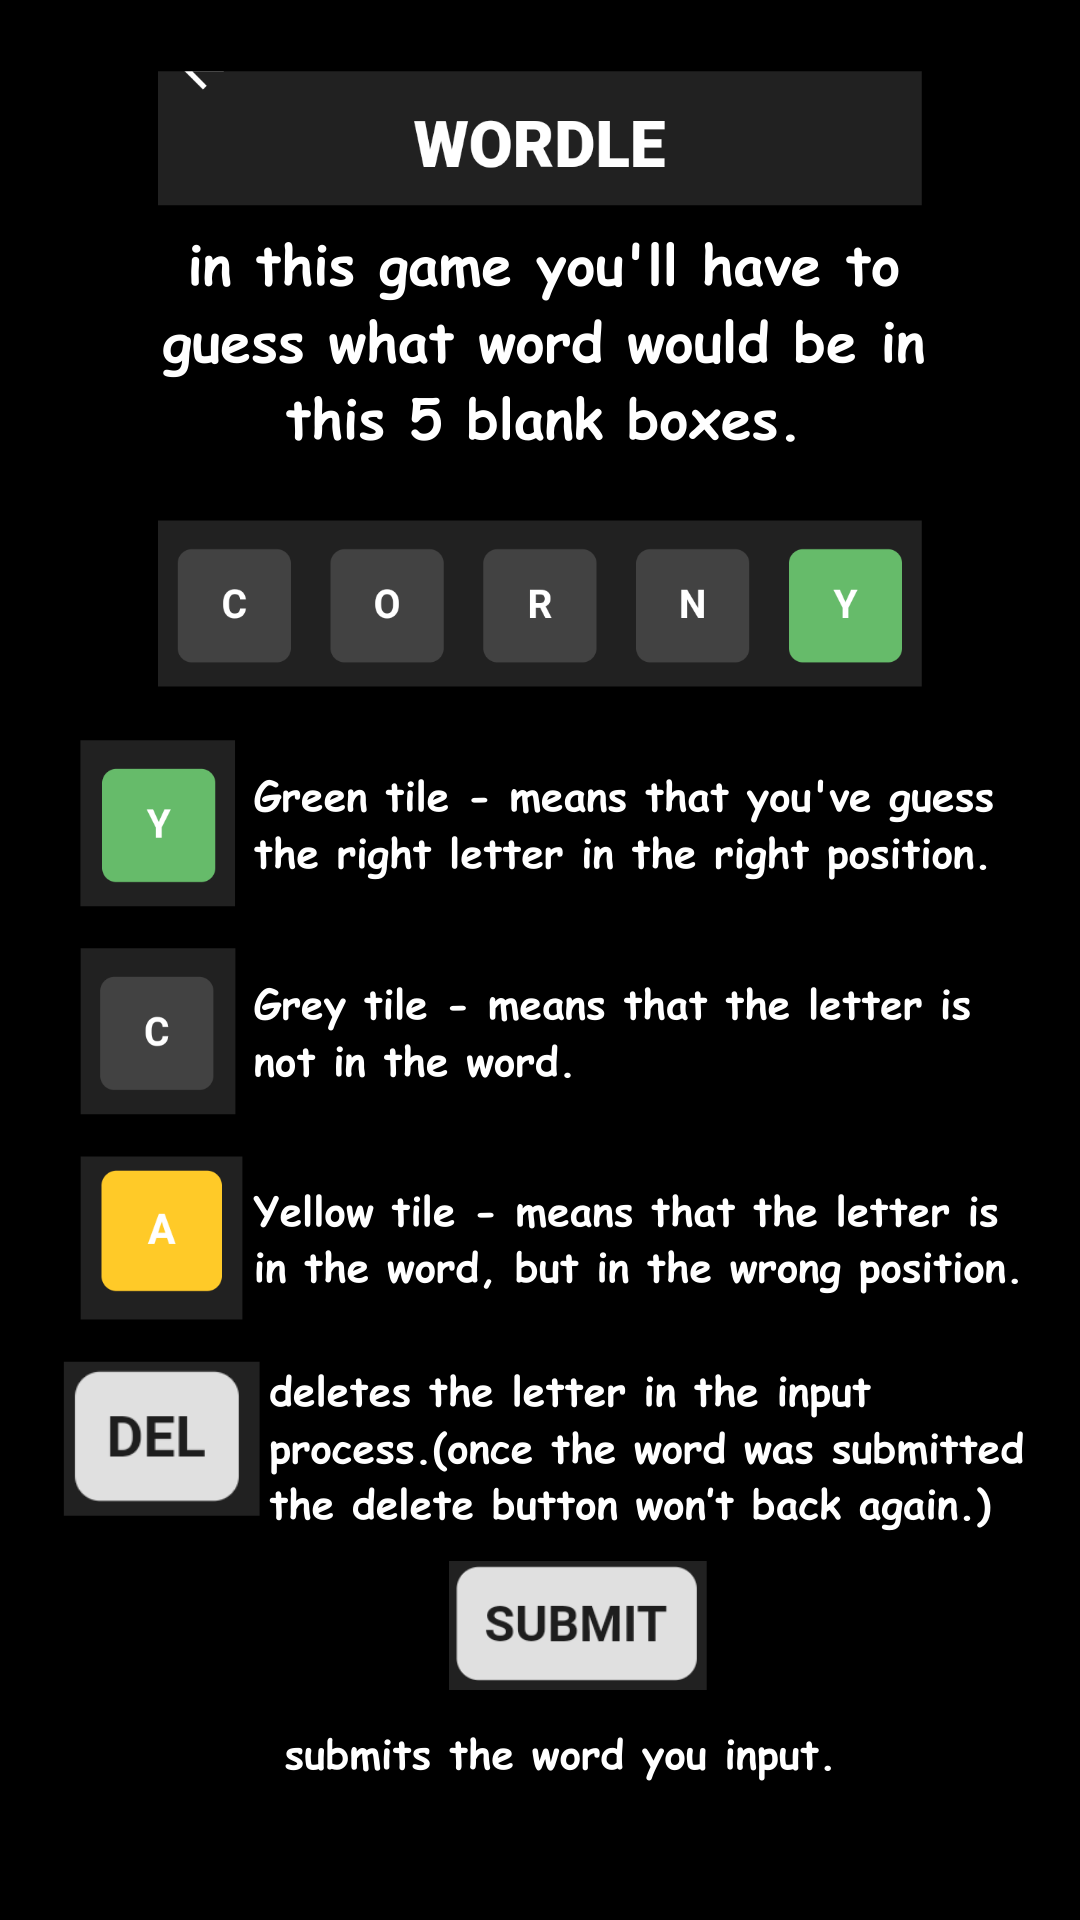 WORDLE
in this game you'll have to
guess what word would be in
this 5 blank boxes.
C O R N Y
Y
Green tile - means that you've guess
the right letter in the right position.
C
Grey tile - means that the letter is
not in the word.
A
Yellow tile - means that the letter is
in the word, but in the wrong position.
DEL
deletes the letter in the input
process.(once the word was submitted
the delete button won't back again.)
SUBMIT
submits the word you input.